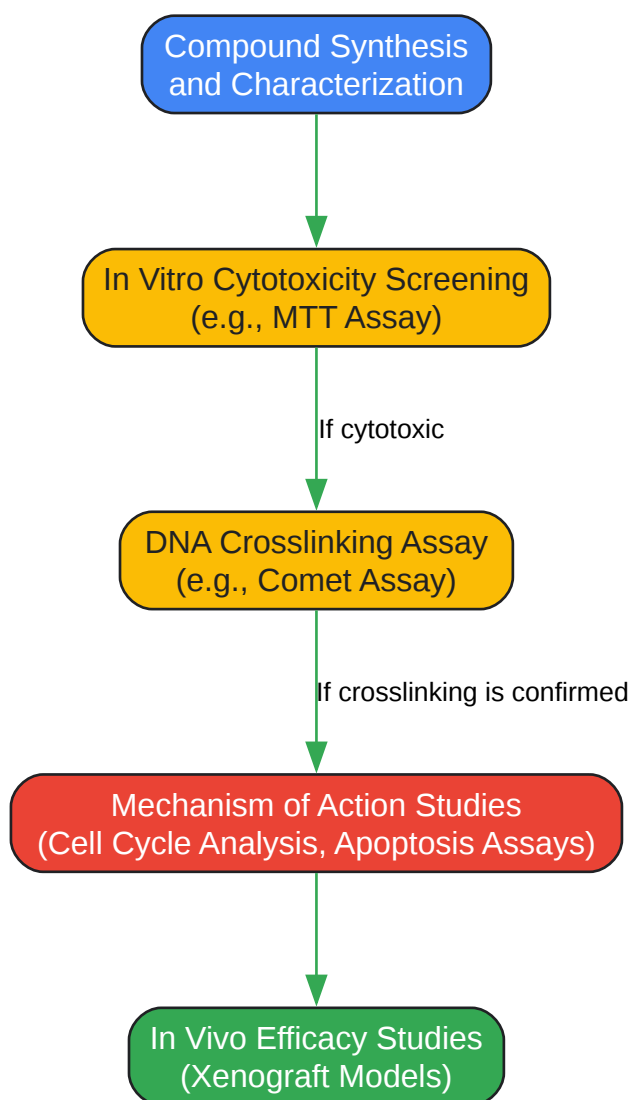 Compound Synthesis
and Characterization
In Vitro Cytotoxicity Screening
(e.g., MTT Assay)
If cytotoxic
DNA Crosslinking Assay
(e.g., Comet Assay)
If crosslinking is confirmed
Mechanism of Action Studies
(Cell Cycle Analysis, Apoptosis Assays)
In Vivo Efficacy Studies
(Xenograft Models)